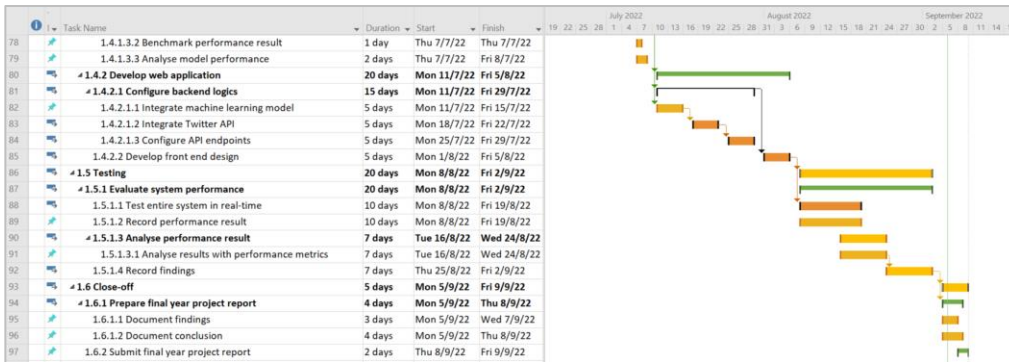 July 2022 August 2022 September 2022
Task Name Duration Start Finish 19 22 25 28 1 4 7 10 13 16 19 22 25 28 31 3 6 9 12 15 18 21 24 27 30 2 5 8 11 14
78 1.4.1.3.2 Benchmark performance result 1 day Thu 7/7/22 Thu 7/7/22
79 1.4.1.3.3 Analyse model performance 2 days Thu 7/7/22 Fri 8/7/22
80 1.4.2 Develop web application 20 days Mon 11/7/22 Fri 5/8/22
81 1.4.2.1 Configure backend logics 15 days Mon 11/7/22 Fri 29/7/22
82 1.4.2.1.1 Integrate machine learning model 5 days Mon 11/7/22 Fri 15/7/22
83 1.4.2.1.2 Integrate Twitter API 5 days Mon 18/7/22 Fri 22/7/22
84 1.4.2.1.3 Configure API endpoints 5 days Mon 25/7/22 Fri 29/7/22
85 1.4.2.2 Develop front end design 5 days Mon 1/8/22 Fri 5/8/22
86 1.5 Testing 20 days Mon 8/8/22 Fri 2/9/22
87 1.5.1 Evaluate system performance 20 days Mon 8/8/22 Fri 2/9/22
88 1.5.1.1 Test entire system in real-time 10 days Mon 8/8/22 Fri 19/8/22
89 1.5.1.2 Record performance result 10 days Mon 8/8/22 Fri 19/8/22
90 1.5.1.3 Analyse performance result 7 days Tue 16/8/22 Wed 24/8/22
91 1.5.1.3.1 Analyse results with performance metrics 7 days Tue 16/8/22 Wed 24/8/22
92 1.5.1.4 Record findings 7 days Thu 25/8/22 Fri 2/9/22
93 1.6 Close-off 5 days Mon 5/9/22 Fri 9/9/22
94 1.6.1 Prepare final year project report 4 days Mon 5/9/22 Thu 8/9/22
95 1.6.1.1 Document findings 3 days Mon 5/9/22 Wed 7/9/22
96 1.6.1.2 Document conclusion 4 days Mon 5/9/22 Thu 8/9/22
97 1.6.2 Submit final year project report 2 days Thu 8/9/22 Fri 9/9/22